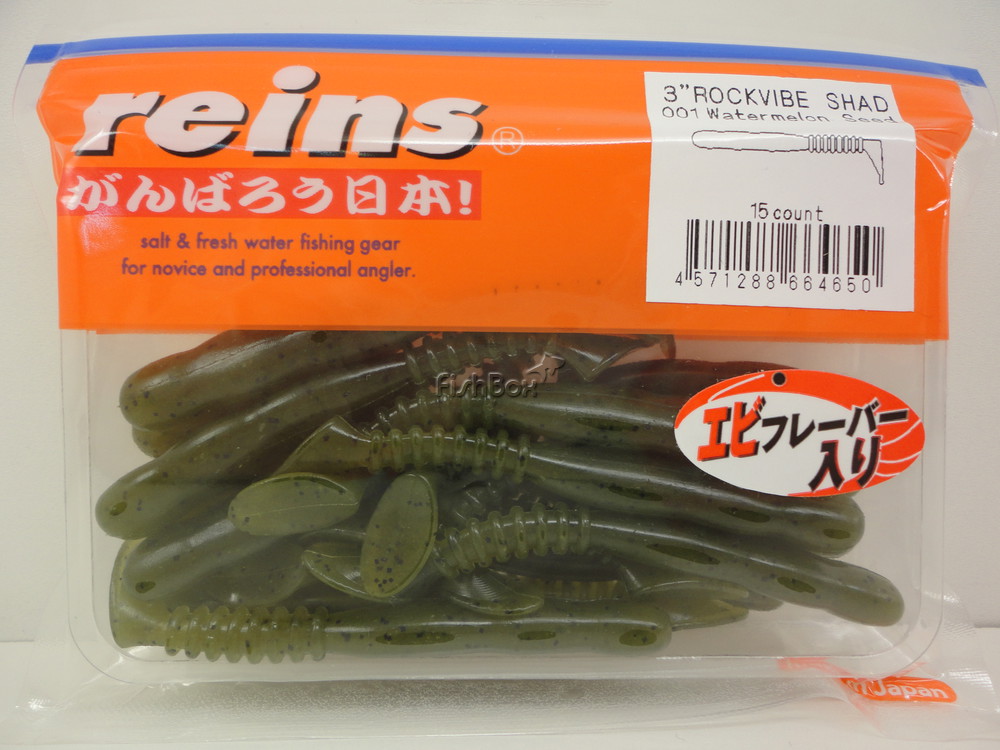 reins®
がんばろう日本!
salt & fresh water fishing gear
for novice and professional angler.
3"ROCKVIBE SHAD
001 Watermelon Seed
15 count
4 571288 664650
FishBox
エビフレーバー
入り
Japan